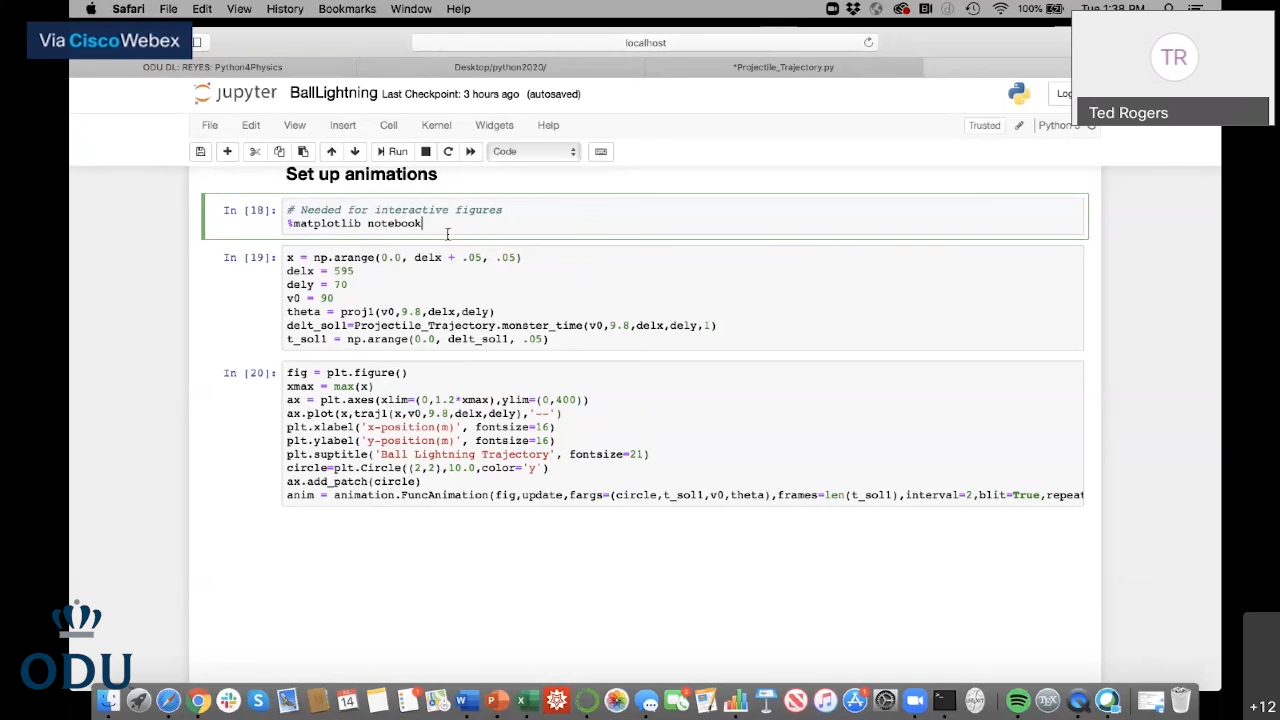 Safari File Edit View History Bookmarks Window Help
100%
Tue 1:38 PM
Via CiscoWebex
localhost
TR
Ted Rogers
ODU DL: REYES: Python4Physics
Desktop/python2020/
*Projectile_Trajectory.py
jupyter BallLightning Last Checkpoint: 3 hours ago (autosaved)
File Edit View Insert Cell Kernel Widgets Help
Trusted
Run
Code
Set up animations
In [18]:
# Needed for interactive figures
%matplotlib notebook
In [19]:
x = np.arange(0.0, delx + .05, .05)
delx = 595
dely = 70
v0 = 90
theta = proj1(v0,9.8,delx,dely)
delt_sol1=Projectile_Trajectory.monster_time(v0,9.8,delx,dely,1)
t_sol1 = np.arange(0.0, delt_sol1, .05)
In [20]:
fig = plt.figure()
xmax = max(x)
ax = plt.axes(xlim=(0,1.2*xmax),ylim=(0,400))
ax.plot(x,traj1(x,v0,9.8,delx,dely),'--')
plt.xlabel('x-position(m)', fontsize=16)
plt.ylabel('y-position(m)', fontsize=16)
plt.suptitle('Ball Lightning Trajectory', fontsize=21)
circle=plt.Circle((2,2),10.0,color='y')
ax.add_patch(circle)
anim = animation.FuncAnimation(fig,update,fargs=(circle,t_sol1,v0,theta),frames=len(t_sol1),interval=2,blit=True,repeat
ODU
14
+12